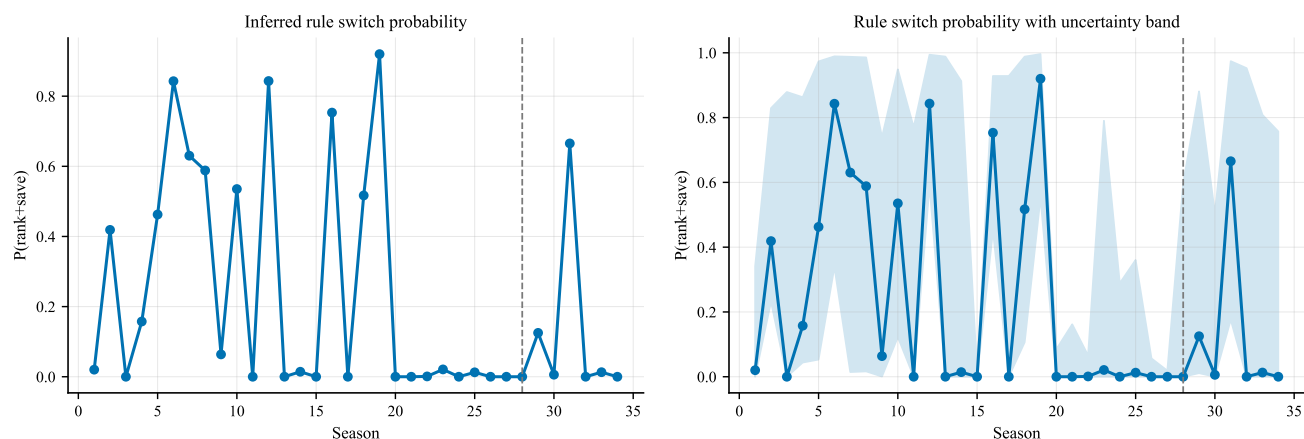 Inferred rule switch probability
P(rank+save)
0.8
0.6
0.4
0.2
0.0
0 5 10 15 20 25 30 35
Season
Rule switch probability with uncertainty band
P(rank+save)
1.0
0.8
0.6
0.4
0.2
0.0
0 5 10 15 20 25 30 35
Season